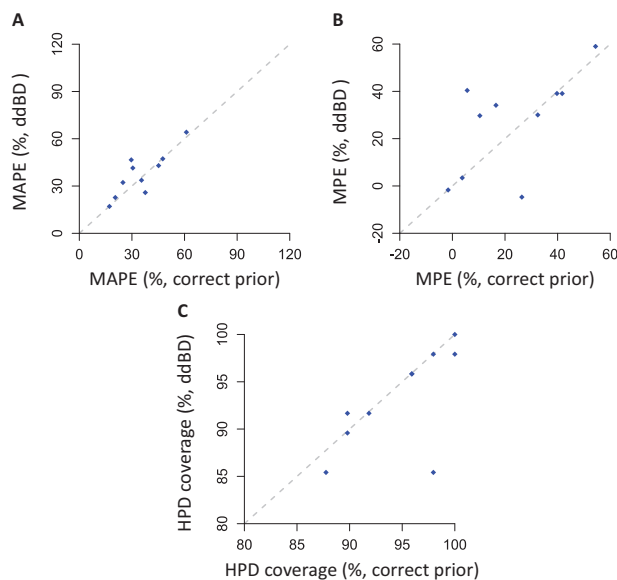 A
120
90
60
30
0
MAPE (%, ddBD )
0 30 60 90 120
MAPE (%, correct prior)
B
60
40
20
0
-20
MPE (%, ddBD)
-20 0 20 40 60
MPE (%, correct prior)
C
100
95
90
85
80
HPD coverage (%, ddBD)
80 85 90 95 100
HPD coverage (%, correct prior)